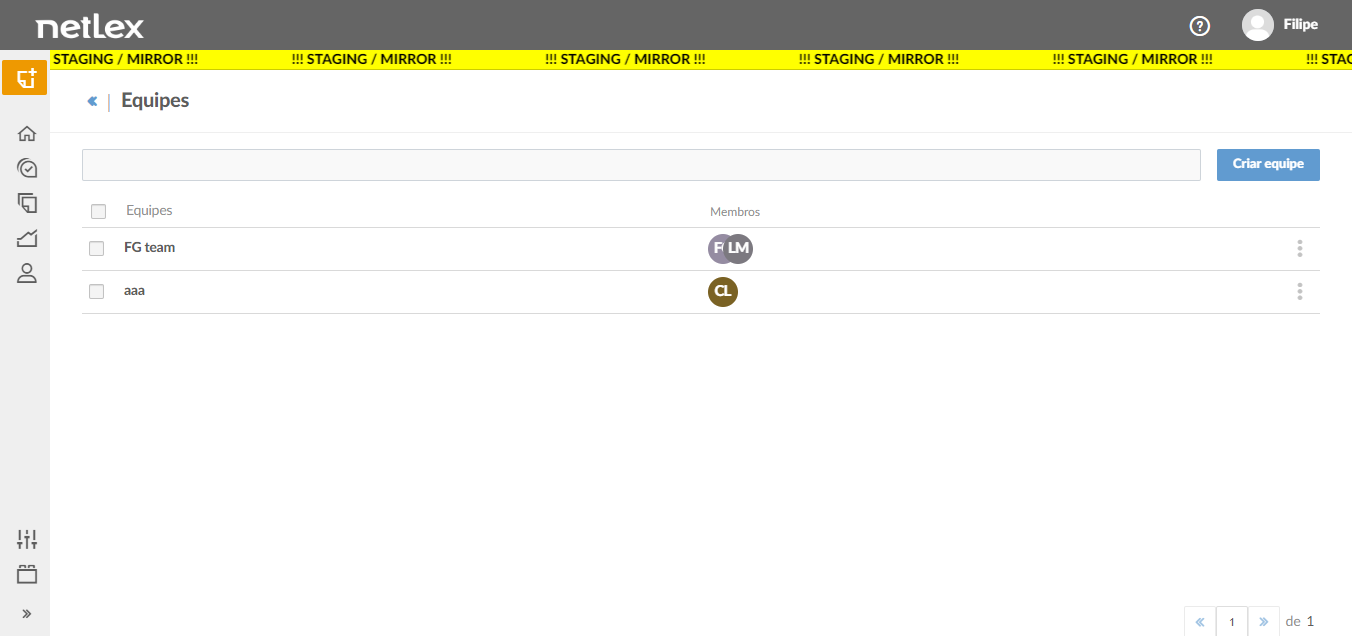 netlex
Filipe
STAGING / MIRROR !!! !!! STAGING / MIRROR !!! !!! STAGING / MIRROR !!! !!! STAGING / MIRROR !!! !!! STAGING / MIRROR !!! !!! STAG
Equipes
Criar equipe
Equipes Membros
FG team F LM
aaa CL
1 de 1